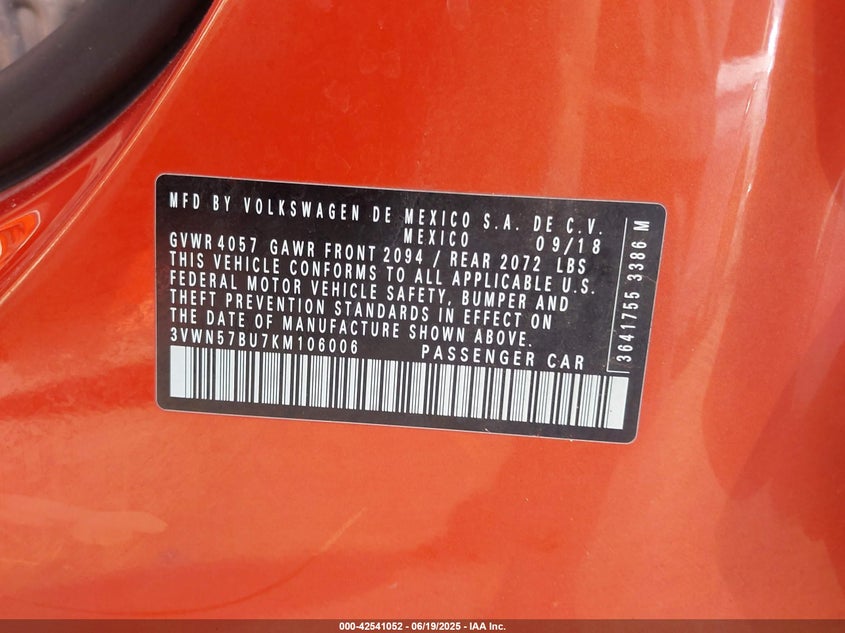 MFD BY VOLKSWAGEN DE MEXICO S.A. DE C.V.
MEXICO 09/18
GVWR 4057 GAWR FRONT 2094 / REAR 2072 LBS
THIS VEHICLE CONFORMS TO ALL APPLICABLE U.S.
FEDERAL MOTOR VEHICLE SAFETY, BUMPER AND
THEFT PREVENTION STANDARDS IN EFFECT ON
THE DATE OF MANUFACTURE SHOWN ABOVE.
3VWN57BU7KM106006 PASSENGER CAR
3641755 3386 M
000-42541052 - 06/19/2025 - IAA Inc.